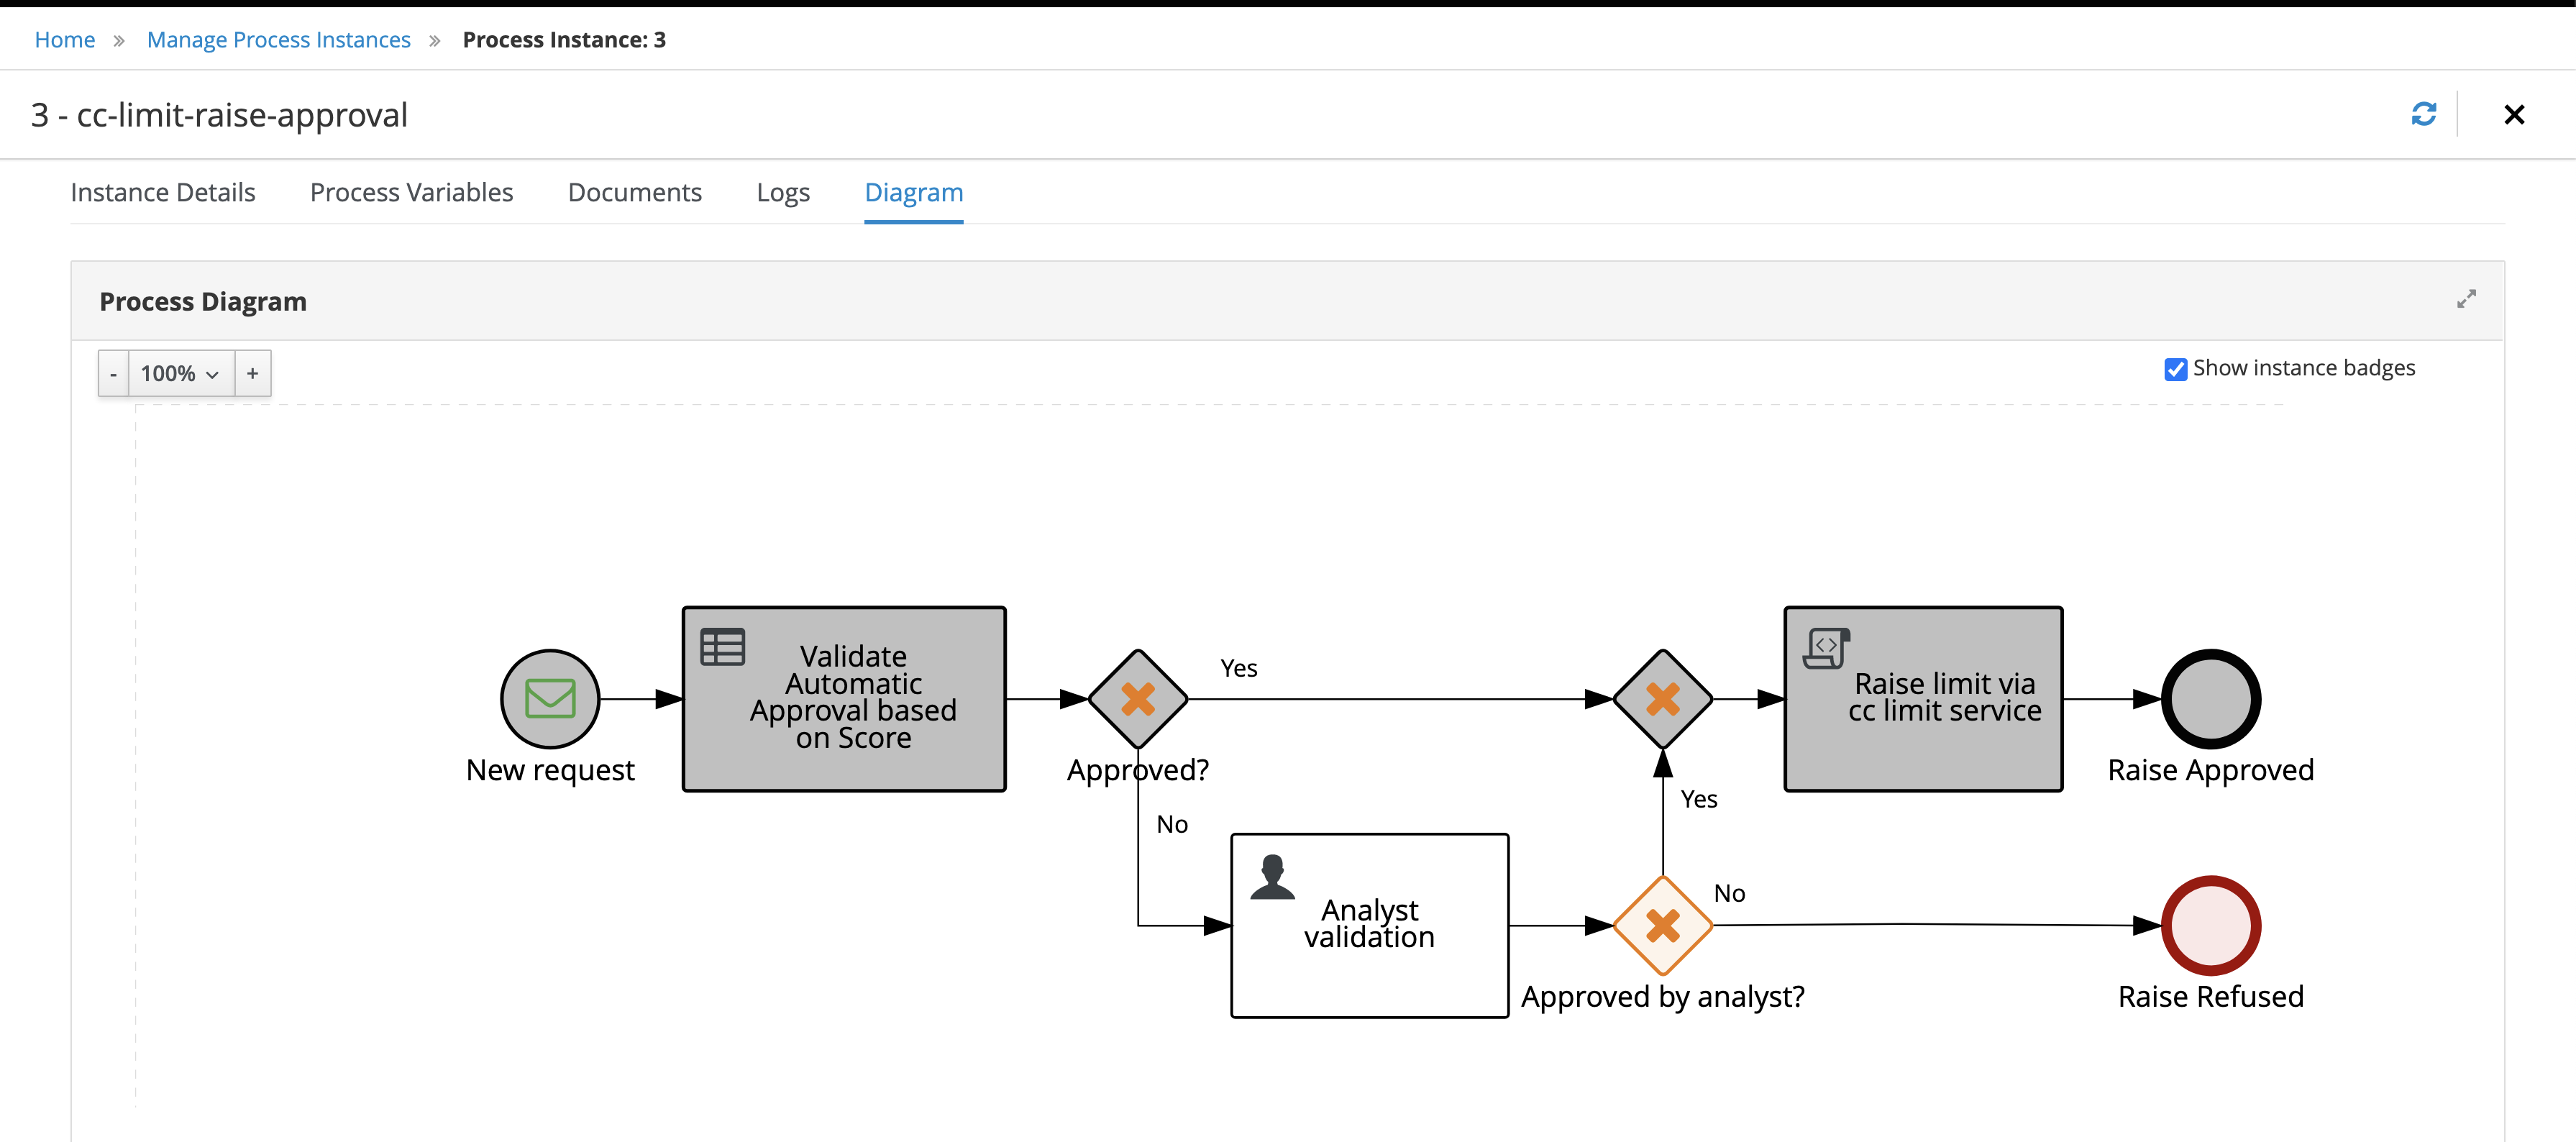 Home » Manage Process Instances » Process Instance: 3
3 - cc-limit-raise-approval
Instance Details Process Variables Documents Logs Diagram
Process Diagram
- 100% +
Show instance badges
New request
Validate
Automatic
Approval based
on Score
Approved?
Yes
No
Analyst
validation
Approved by analyst?
Yes
No
Raise limit via
cc limit service
Raise Approved
Raise Refused